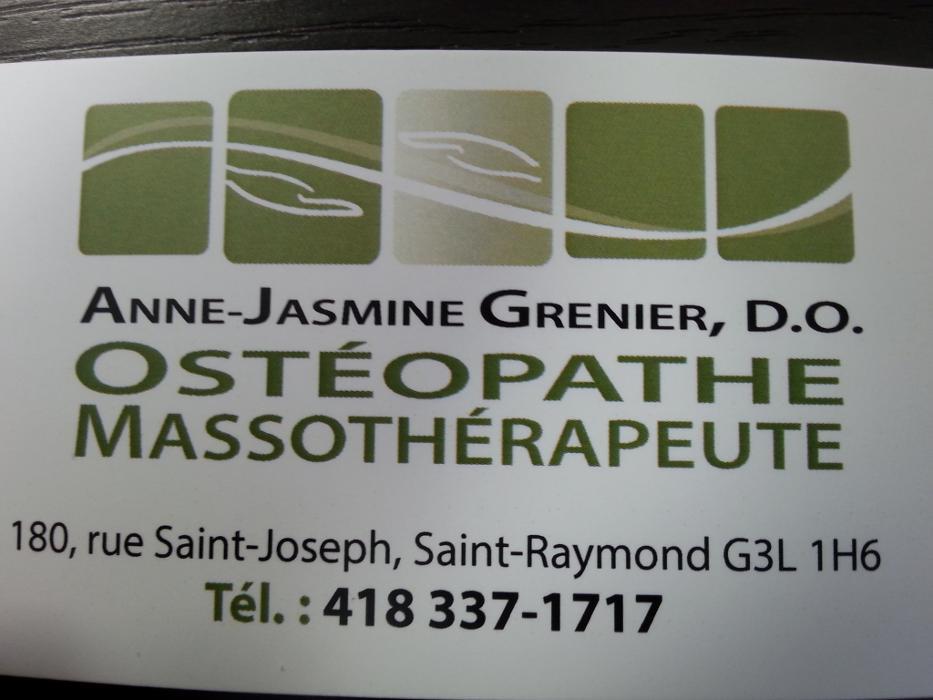 Anne-Jasmine Grenier, D.O.
Ostéopathe
Massothérapeute
180, rue Saint-Joseph, Saint-Raymond G3L 1H6
Tél. : 418 337-1717